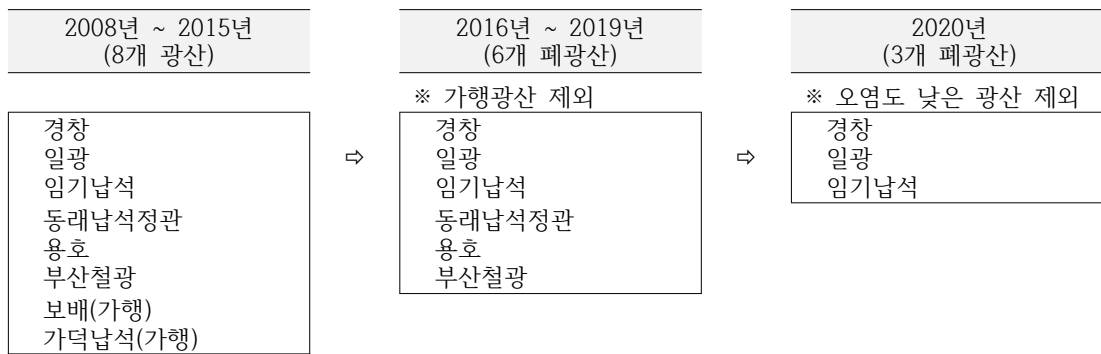 2008년 ~ 2015년
(8개 광산)
경창
일광
임기납석
동래납석정관
용호
부산철광
보배(가행)
가덕납석(가행)
⇨
2016년 ~ 2019년
(6개 폐광산)
※ 가행광산 제외
경창
일광
임기납석
동래납석정관
용호
부산철광
⇨
2020년
(3개 폐광산)
※ 오염도 낮은 광산 제외
경창
일광
임기납석